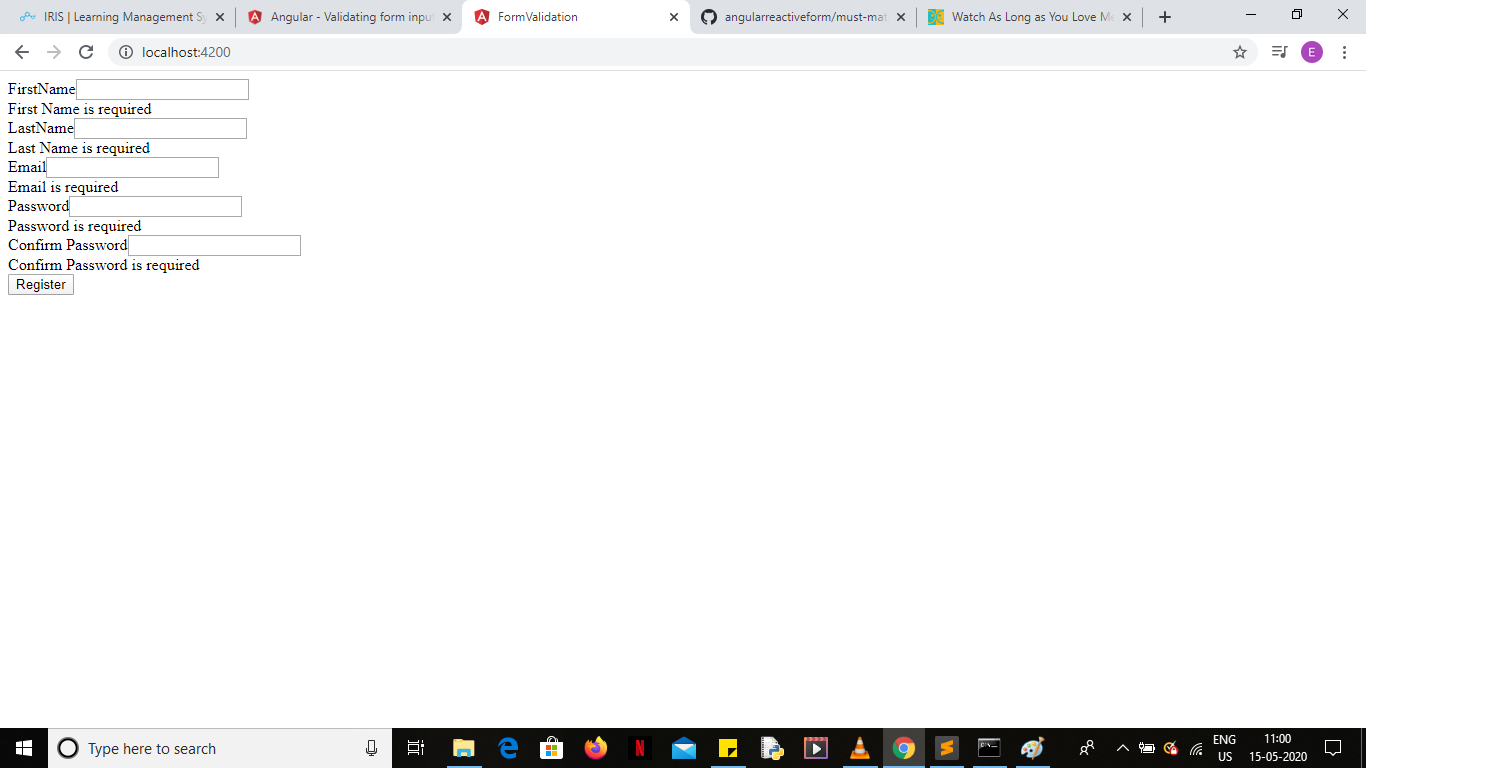 IRIS | Learning Management Sy
Angular - Validating form input
FormValidation
angularreactiveform/must-mat
Watch As Long as You Love Me
localhost:4200
E
FirstName
First Name is required
LastName
Last Name is required
Email
Email is required
Password
Password is required
Confirm Password
Confirm Password is required
Register
Type here to search
ENG
US
11:00
15-05-2020